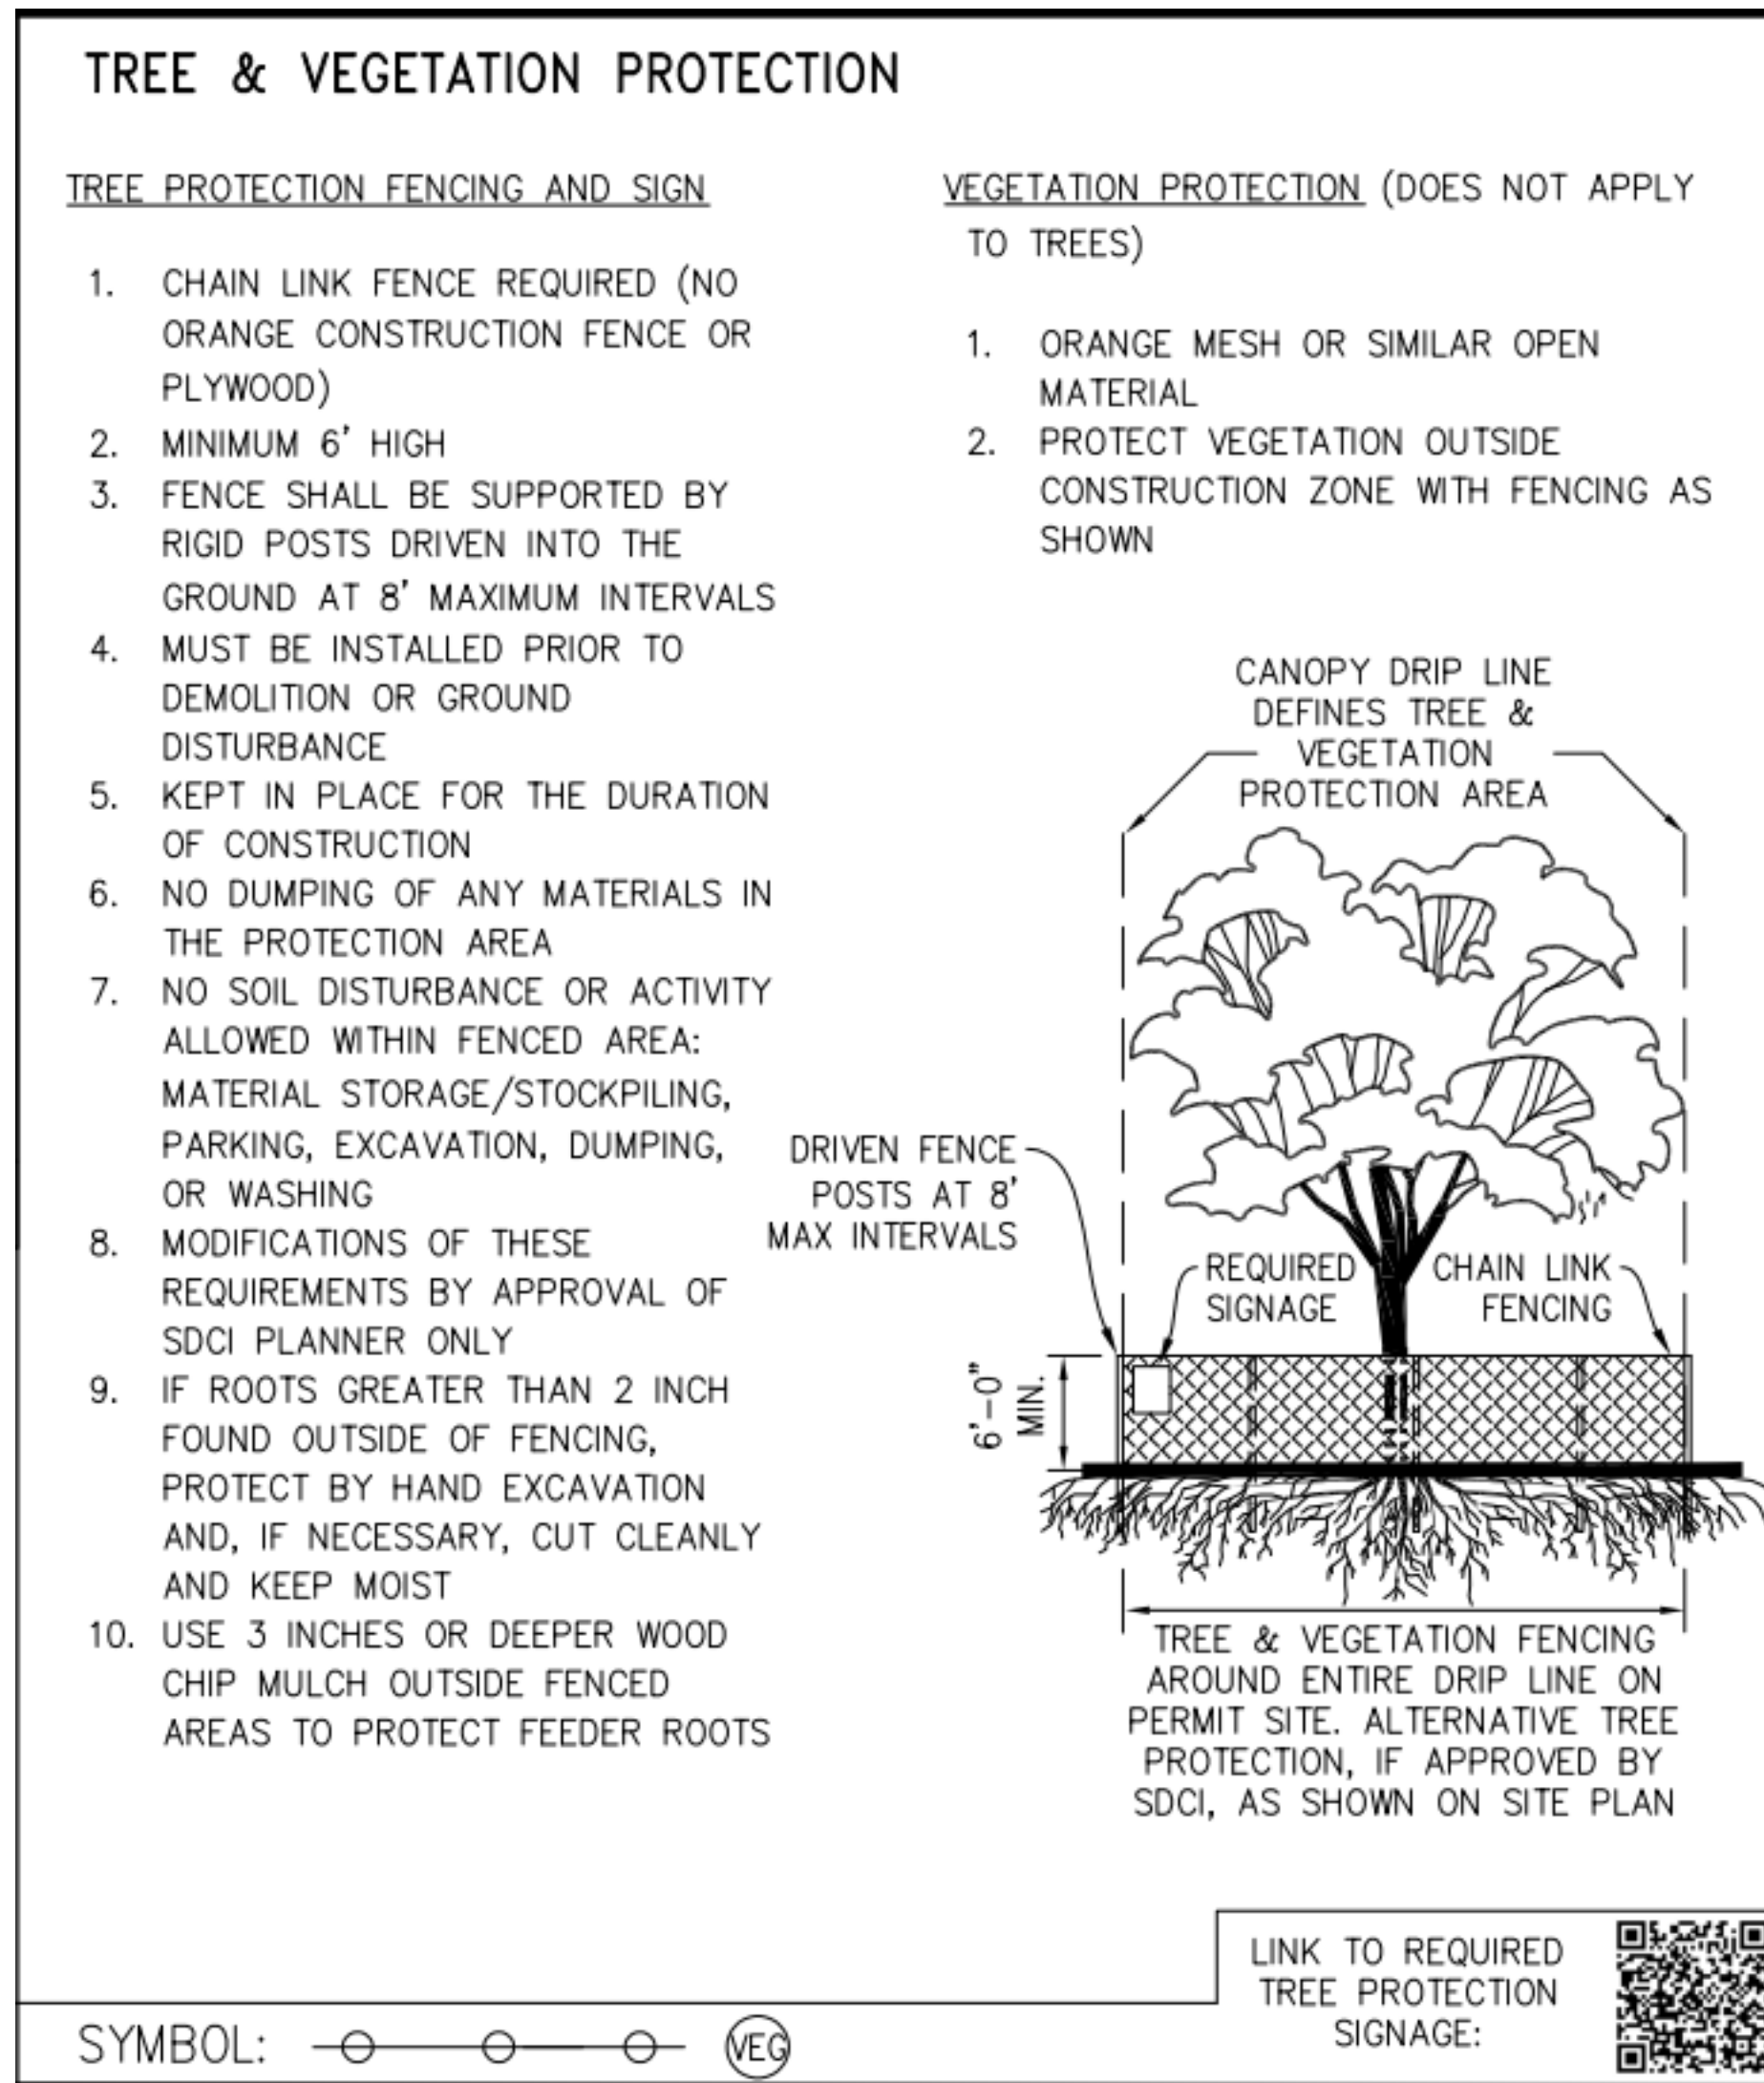 TREE & VEGETATION PROTECTION
TREE PROTECTION FENCING AND SIGN
1. CHAIN LINK FENCE REQUIRED (NO
ORANGE CONSTRUCTION FENCE OR
PLYWOOD)
2. MINIMUM 6' HIGH
3. FENCE SHALL BE SUPPORTED BY
RIGID POSTS DRIVEN INTO THE
GROUND AT 8' MAXIMUM INTERVALS
4. MUST BE INSTALLED PRIOR TO
DEMOLITION OR GROUND
DISTURBANCE
5. KEPT IN PLACE FOR THE DURATION
OF CONSTRUCTION
6. NO DUMPING OF ANY MATERIALS IN
THE PROTECTION AREA
7. NO SOIL DISTURBANCE OR ACTIVITY
ALLOWED WITHIN FENCED AREA:
MATERIAL STORAGE/STOCKPILING,
PARKING, EXCAVATION, DUMPING,
OR WASHING
8. MODIFICATIONS OF THESE
REQUIREMENTS BY APPROVAL OF
SDCI PLANNER ONLY
9. IF ROOTS GREATER THAN 2 INCH
FOUND OUTSIDE OF FENCING,
PROTECT BY HAND EXCAVATION
AND, IF NECESSARY, CUT CLEANLY
AND KEEP MOIST
10. USE 3 INCHES OR DEEPER WOOD
CHIP MULCH OUTSIDE FENCED
AREAS TO PROTECT FEEDER ROOTS
VEGETATION PROTECTION (DOES NOT APPLY
TO TREES)
1. ORANGE MESH OR SIMILAR OPEN
MATERIAL
2. PROTECT VEGETATION OUTSIDE
CONSTRUCTION ZONE WITH FENCING AS
SHOWN
CANOPY DRIP LINE
DEFINES TREE &
VEGETATION
PROTECTION AREA
DRIVEN FENCE
POSTS AT 8'
MAX INTERVALS
REQUIRED
SIGNAGE
CHAIN LINK
FENCING
6'-0"
MIN.
TREE & VEGETATION FENCING
AROUND ENTIRE DRIP LINE ON
PERMIT SITE. ALTERNATIVE TREE
PROTECTION, IF APPROVED BY
SDCI, AS SHOWN ON SITE PLAN
LINK TO REQUIRED
TREE PROTECTION
SIGNAGE:
SYMBOL:
VEG